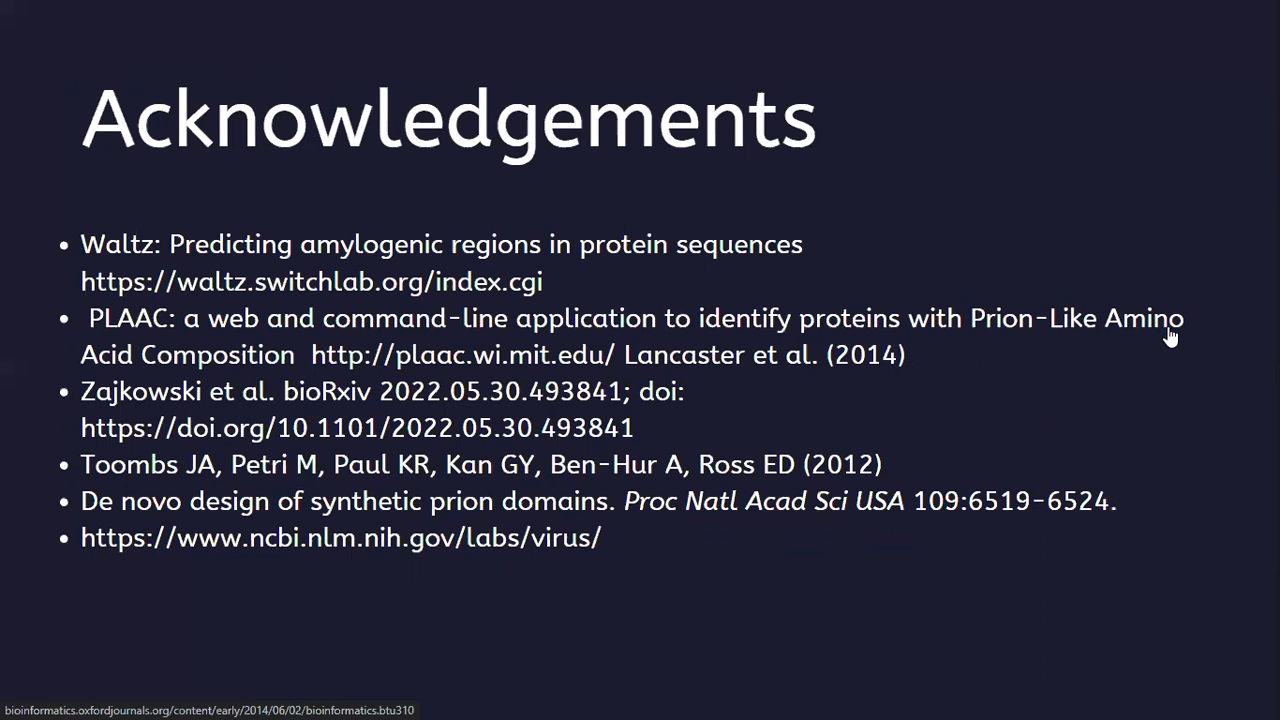 Acknowledgements
• Waltz: Predicting amylogenic regions in protein sequences
https://waltz.switchlab.org/index.cgi
• PLAAC: a web and command-line application to identify proteins with Prion-Like Amino
Acid Composition http://plaac.wi.mit.edu/ Lancaster et al. (2014)
• Zajkowski et al. bioRxiv 2022.05.30.493841; doi:
https://doi.org/10.1101/2022.05.30.493841
• Toombs JA, Petri M, Paul KR, Kan GY, Ben-Hur A, Ross ED (2012)
• De novo design of synthetic prion domains. Proc Natl Acad Sci USA 109:6519-6524.
• https://www.ncbi.nlm.nih.gov/labs/virus/
bioinformatics.oxfordjournals.org/content/early/2014/06/02/bioinformatics.btu310